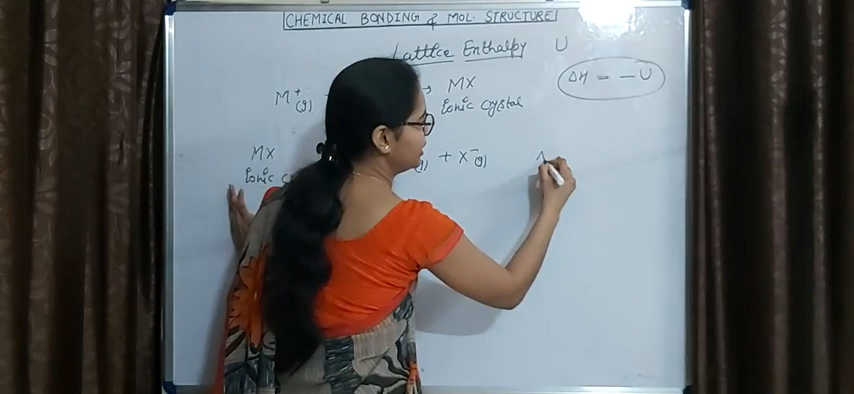 CHEMICAL BONDING & MOL. STRUCTURE
Lattice Enthalpy U
M⁺(g) → MX ΔH = -U
ionic crystal
MX (g) + X⁻(g)
ionic